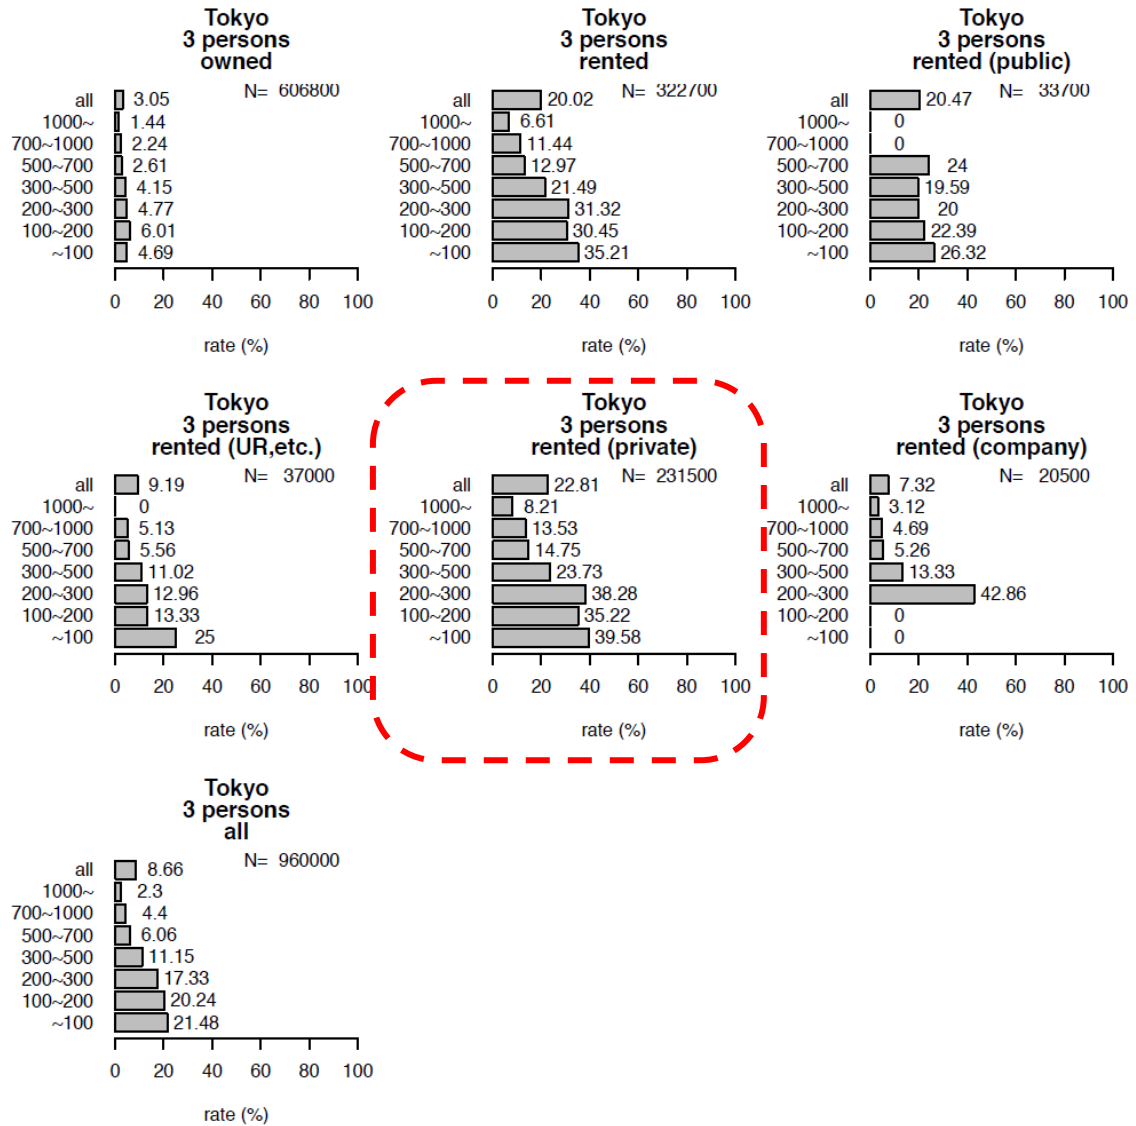 Tokyo
3 persons
owned
N= 606800
all 3.05
1000~ 1.44
700~1000 2.24
500~700 2.61
300~500 4.15
200~300 4.77
100~200 6.01
~100 4.69
0 20 40 60 80 100
rate (%)
Tokyo
3 persons
rented
N= 322700
all 20.02
1000~ 6.61
700~1000 11.44
500~700 12.97
300~500 21.49
200~300 31.32
100~200 30.45
~100 35.21
0 20 40 60 80 100
rate (%)
Tokyo
3 persons
rented (public)
N= 33700
all 20.47
1000~ 0
700~1000 0
500~700 24
300~500 19.59
200~300 20
100~200 22.39
~100 26.32
0 20 40 60 80 100
rate (%)
Tokyo
3 persons
rented (UR,etc.)
N= 37000
all 9.19
1000~ 0
700~1000 5.13
500~700 5.56
300~500 11.02
200~300 12.96
100~200 13.33
~100 25
0 20 40 60 80 100
rate (%)
Tokyo
3 persons
rented (private)
N= 231500
all 22.81
1000~ 8.21
700~1000 13.53
500~700 14.75
300~500 23.73
200~300 38.28
100~200 35.22
~100 39.58
0 20 40 60 80 100
rate (%)
Tokyo
3 persons
rented (company)
N= 20500
all 7.32
1000~ 3.12
700~1000 4.69
500~700 5.26
300~500 13.33
200~300 42.86
100~200 0
~100 0
0 20 40 60 80 100
rate (%)
Tokyo
3 persons
all
N= 960000
all 8.66
1000~ 2.3
700~1000 4.4
500~700 6.06
300~500 11.15
200~300 17.33
100~200 20.24
~100 21.48
0 20 40 60 80 100
rate (%)